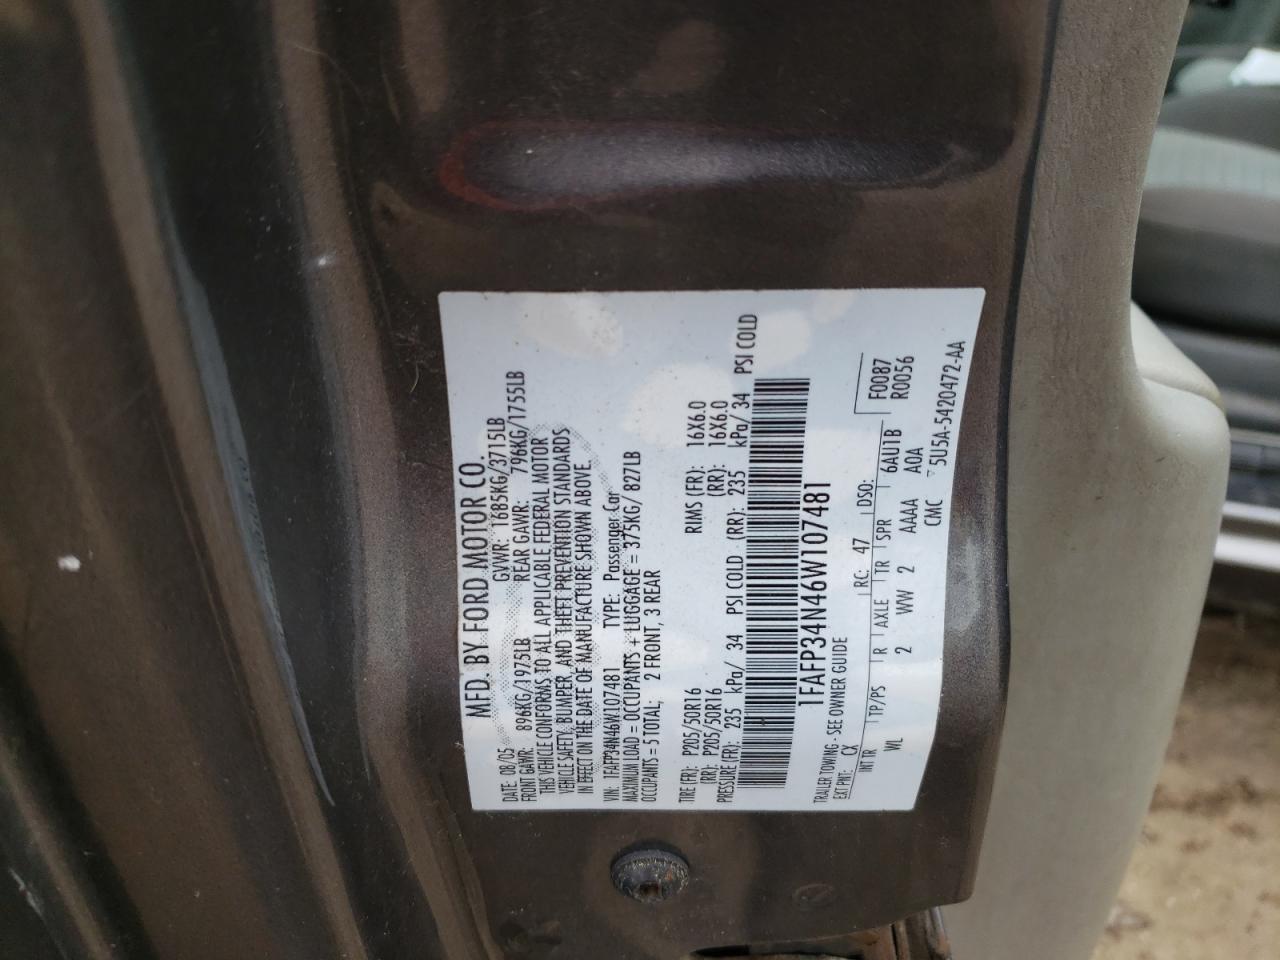 MFD. BY FORD MOTOR CO.
DATE: 08/05 GVWR: 1685KG/3715LB
FRONT GAWR: 896KG/1975LB REAR GAWR: 796KG/1755LB
THIS VEHICLE CONFORMS TO ALL APPLICABLE FEDERAL MOTOR
VEHICLE SAFETY, BUMPER, AND THEFT PREVENTION STANDARDS
IN EFFECT ON THE DATE OF MANUFACTURE SHOWN ABOVE.
VIN: 1FAFP34N46W107481 TYPE: Passenger Car
MAXIMUM LOAD = OCCUPANTS + LUGGAGE = 375KG/ 827LB
OCCUPANTS = 5 TOTAL; 2 FRONT, 3 REAR
TIRE (FR): P205/50R16 RIMS (FR): 16X6.0
(RR): P205/50R16 (RR): 16X6.0
PRESSURE (FR): 235 kPa/ 34 PSI COLD (RR): 235 kPa/ 34 PSI COLD
1FAFP34N46W107481
TRAILER TOWING - SEE OWNER GUIDE F0087
EXT PNT: CX RC: 47 DSO: R0056
INT TR TP/PS R AXLE TR SPR 6AU1B
WL 2 WW 2 AAAA A0A
CMC
5U5A-5420472-AA